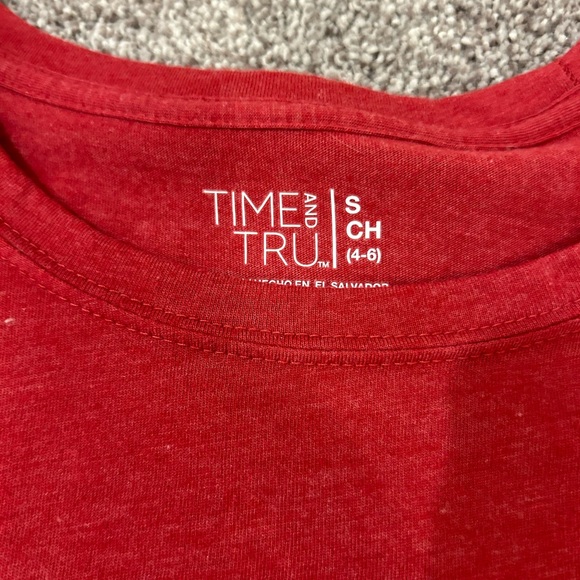 TIME AND
TRU™
S
CH
(4-6)
HECHO EN EL SALVADOR